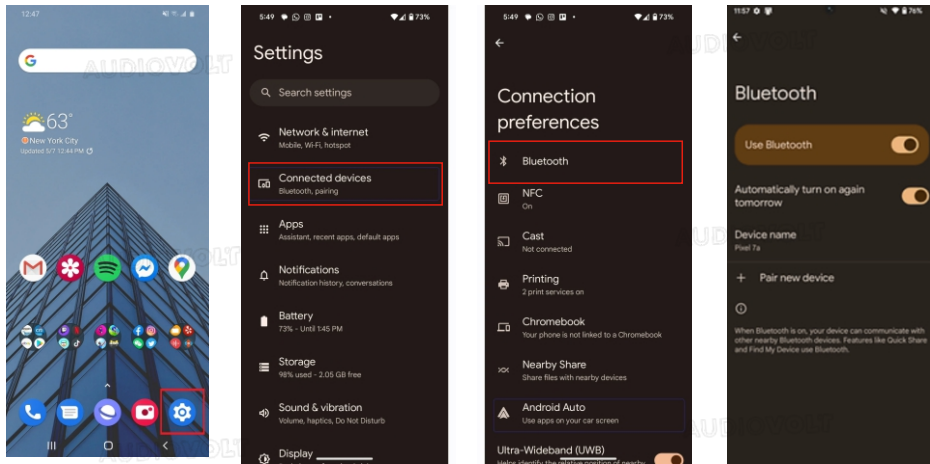 12:47
63°
New York City
Updated 5/7 12:44 PM
5:49
73%
Settings
Search settings
Network & internet
Mobile, Wi-Fi, hotspot
Connected devices
Bluetooth, pairing
Apps
Assistant, recent apps, default apps
Notifications
Notification history, conversations
Battery
73% - Until 1:45 PM
Storage
98% used - 2.05 GB free
Sound & vibration
Volume, haptics, Do Not Disturb
Display
5:49
73%
Connection
preferences
Bluetooth
NFC
On
Cast
Not connected
Printing
2 print services on
Chromebook
Your phone is not linked to a Chromebook
Nearby Share
Share files with nearby devices
Android Auto
Use apps on your car screen
Ultra-Wideband (UWB)
Helps identify the relative position of nearby
11:57
76%
Bluetooth
Use Bluetooth
Automatically turn on again
tomorrow
Device name
Pixel 7a
+ Pair new device
When Bluetooth is on, your device can communicate with
other nearby Bluetooth devices. Features like Quick Share
and Find My Device use Bluetooth.
AUDIOVOLT